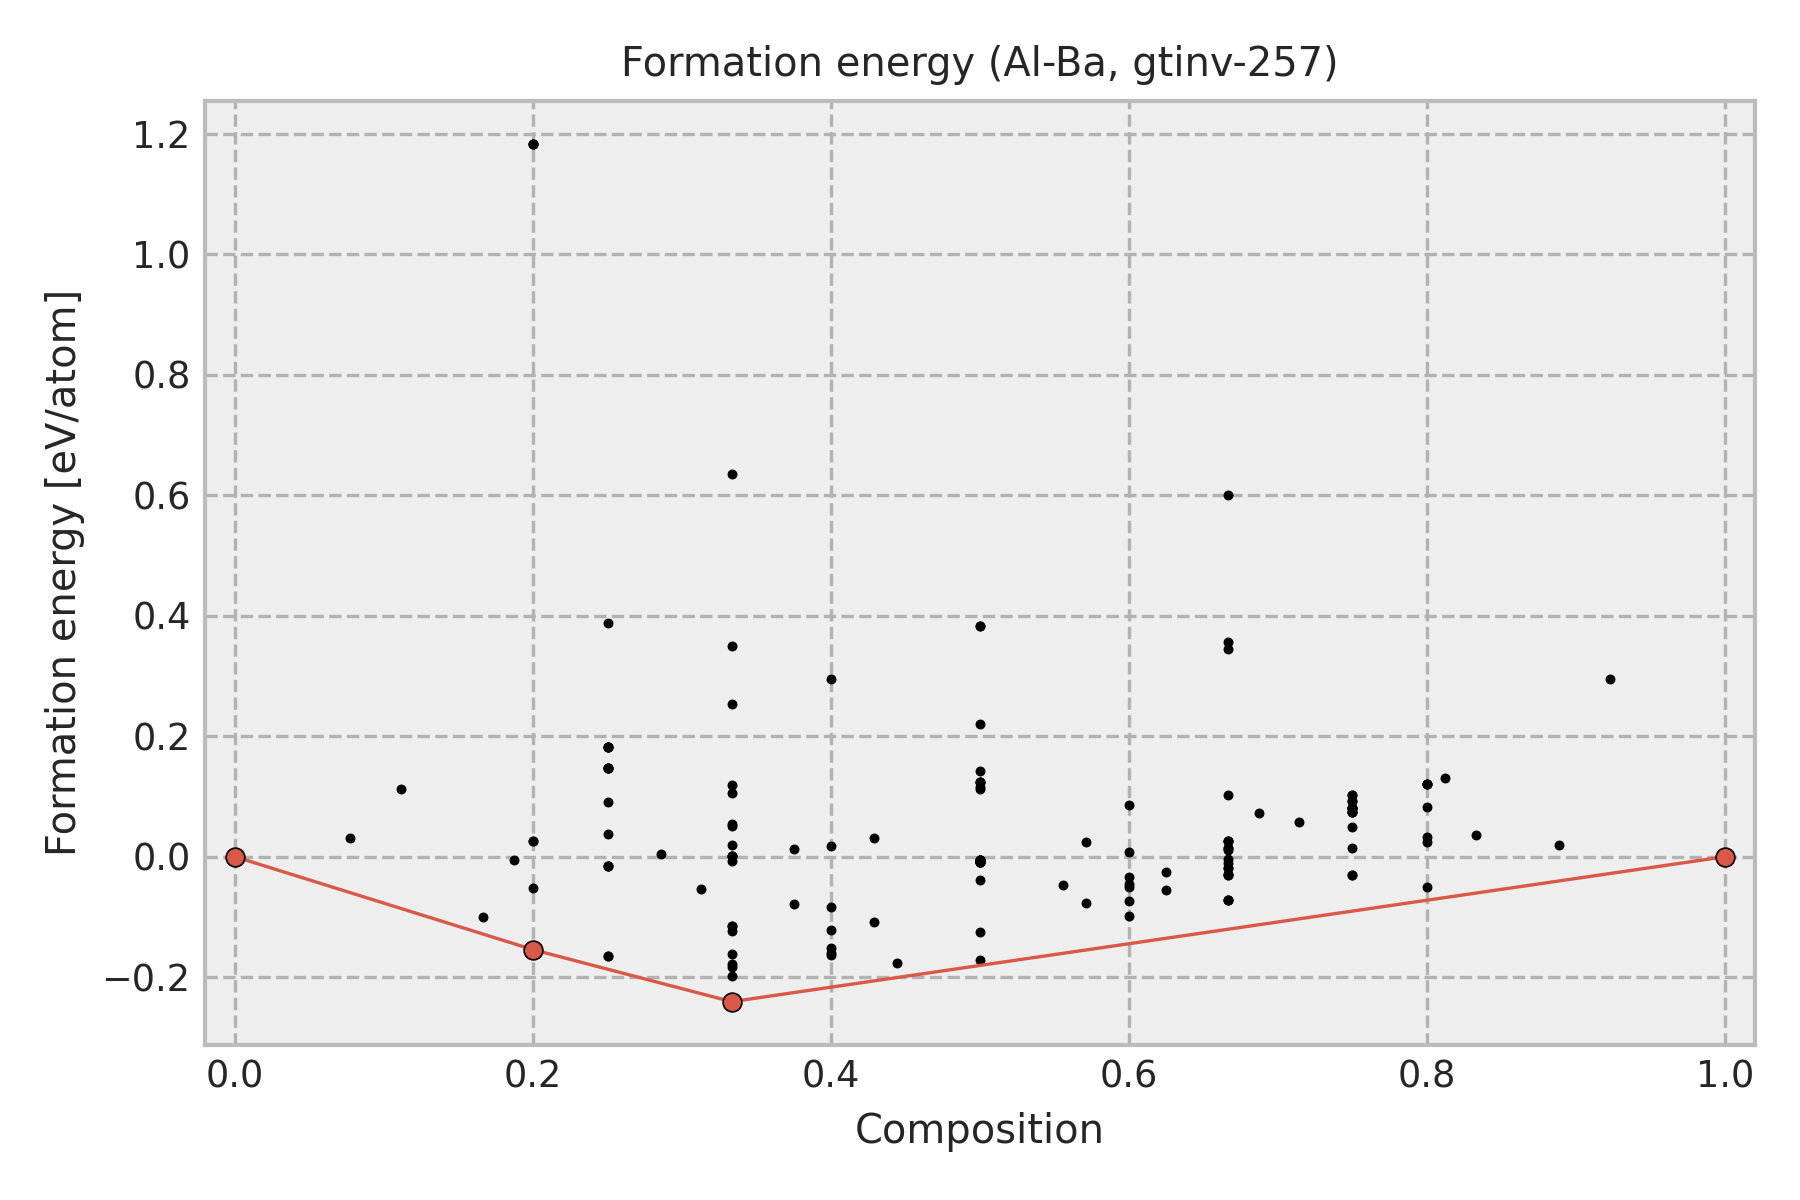 Formation energy (Al-Ba, gtinv-257)
1.2
1.0
0.8
0.6
0.4
0.2
0.0
−0.2
Formation energy [eV/atom]
0.0 0.2 0.4 0.6 0.8 1.0
Composition